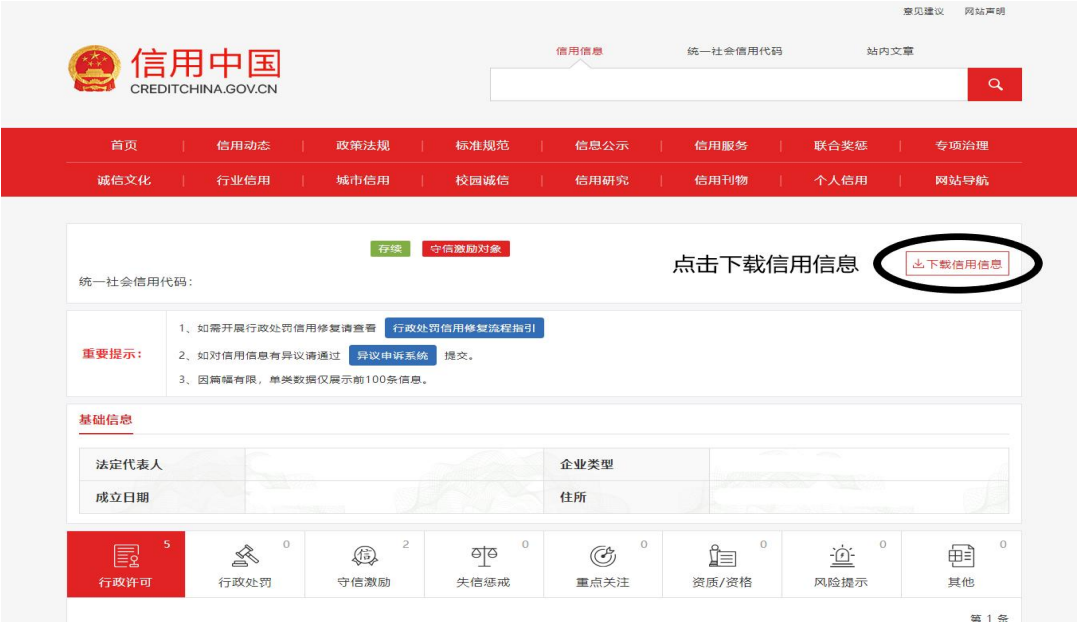 意见建议 网站声明
信用中国
CREDITCHINA.GOV.CN
信用信息 统一社会信用代码 站内文章
首页 信用动态 政策法规 标准规范 信息公示 信用服务 联合奖惩 专项治理
诚信文化 行业信用 城市信用 校园诚信 信用研究 信用刊物 个人信用 网站导航
存续 守信激励对象
点击下载信用信息 下载信用信息
统一社会信用代码：
1、如需开展行政处罚信用修复请查看 行政处罚信用修复流程指引
重要提示：
2、如对信用信息有异议请通过 异议申诉系统 提交。
3、因篇幅有限，单类数据仅展示前100条信息。
基础信息
法定代表人 企业类型
成立日期 住所
5 0 2 0 0 0 0 0
信
行政许可 行政处罚 守信激励 失信惩戒 重点关注 资质/资格 风险提示 其他
第 1 条